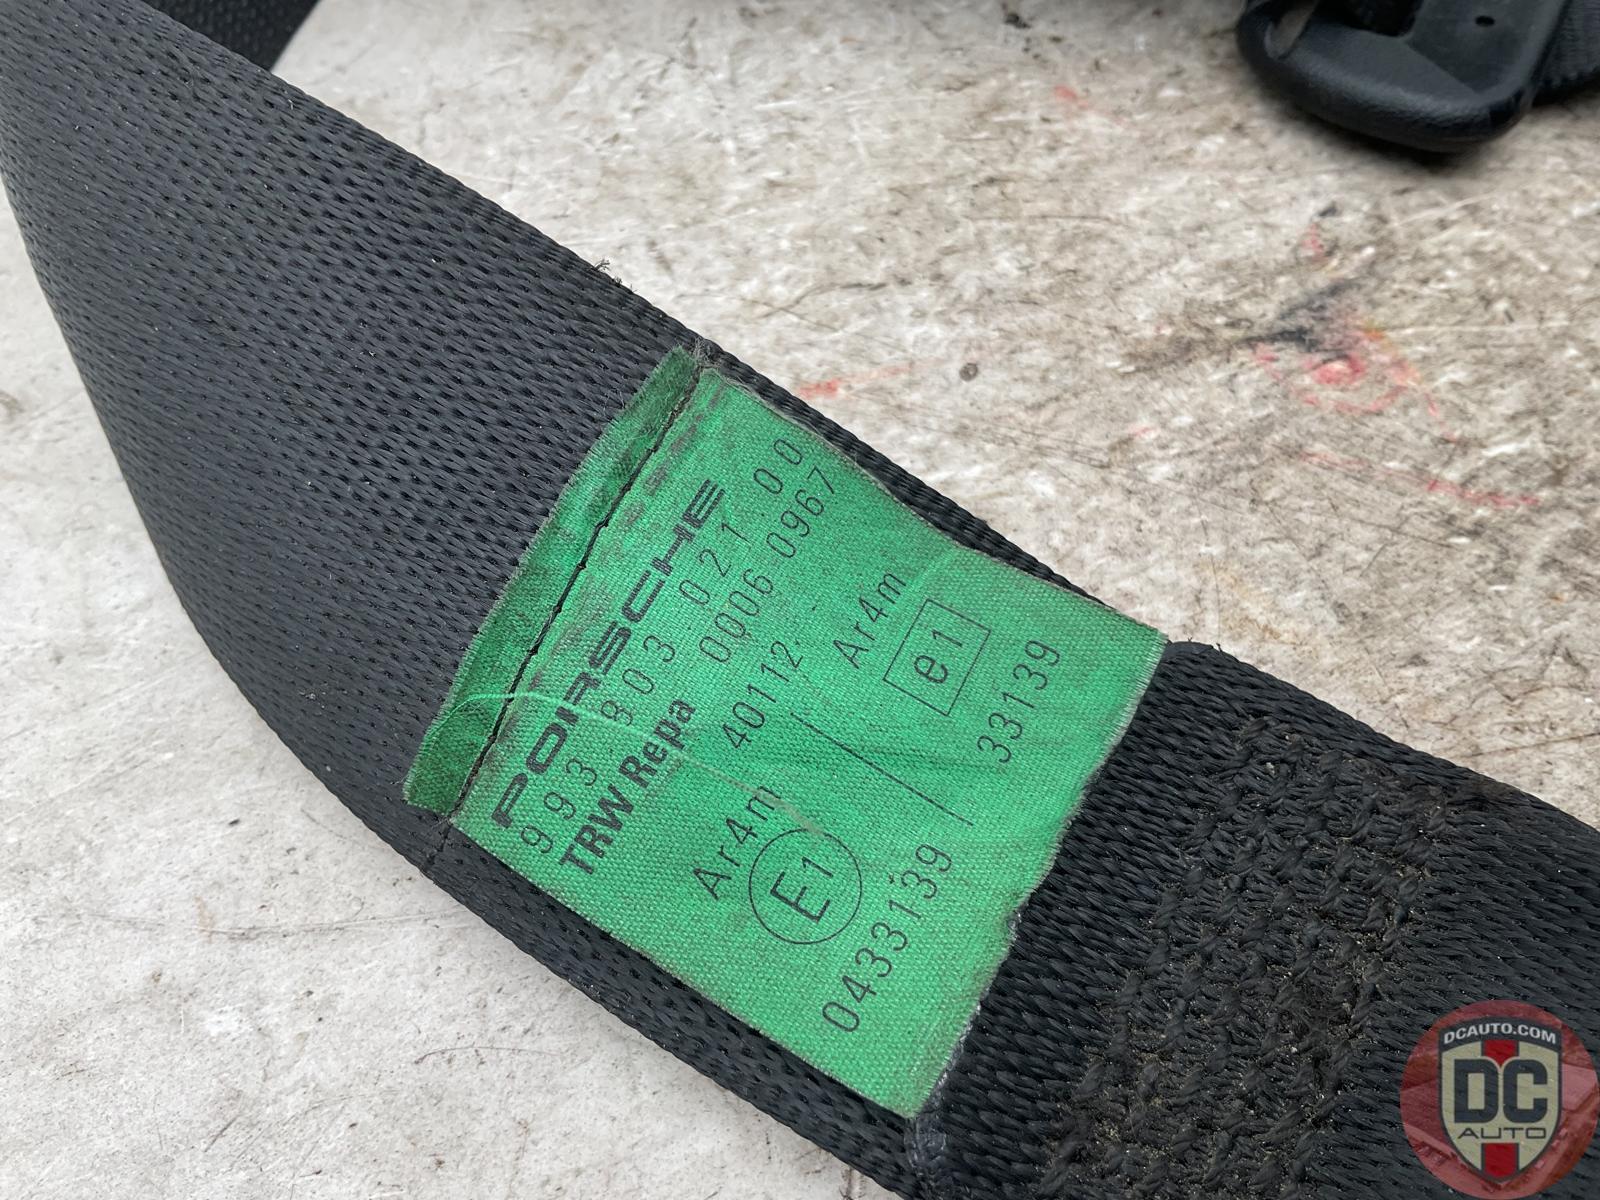 PORSCHE
993 803 021 00
TRW Repa 0006 0967
40112
Ar4m
E1
0433139
Ar4m
e1
33139
DCAUTO.COM
DC
AUTO